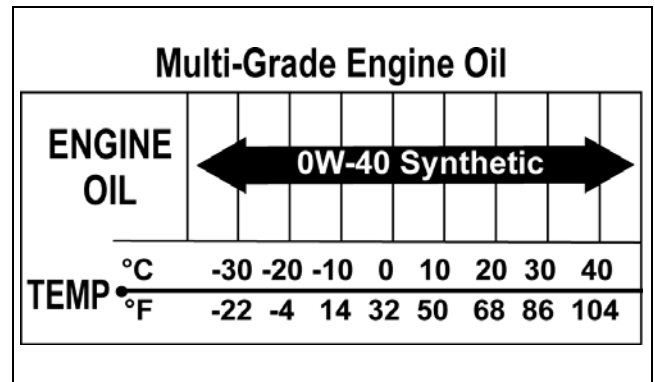 Multi-Grade Engine Oil
ENGINE
OIL
0W-40 Synthetic
°C -30 -20 -10 0 10 20 30 40
TEMP
°F -22 -4 14 32 50 68 86 104